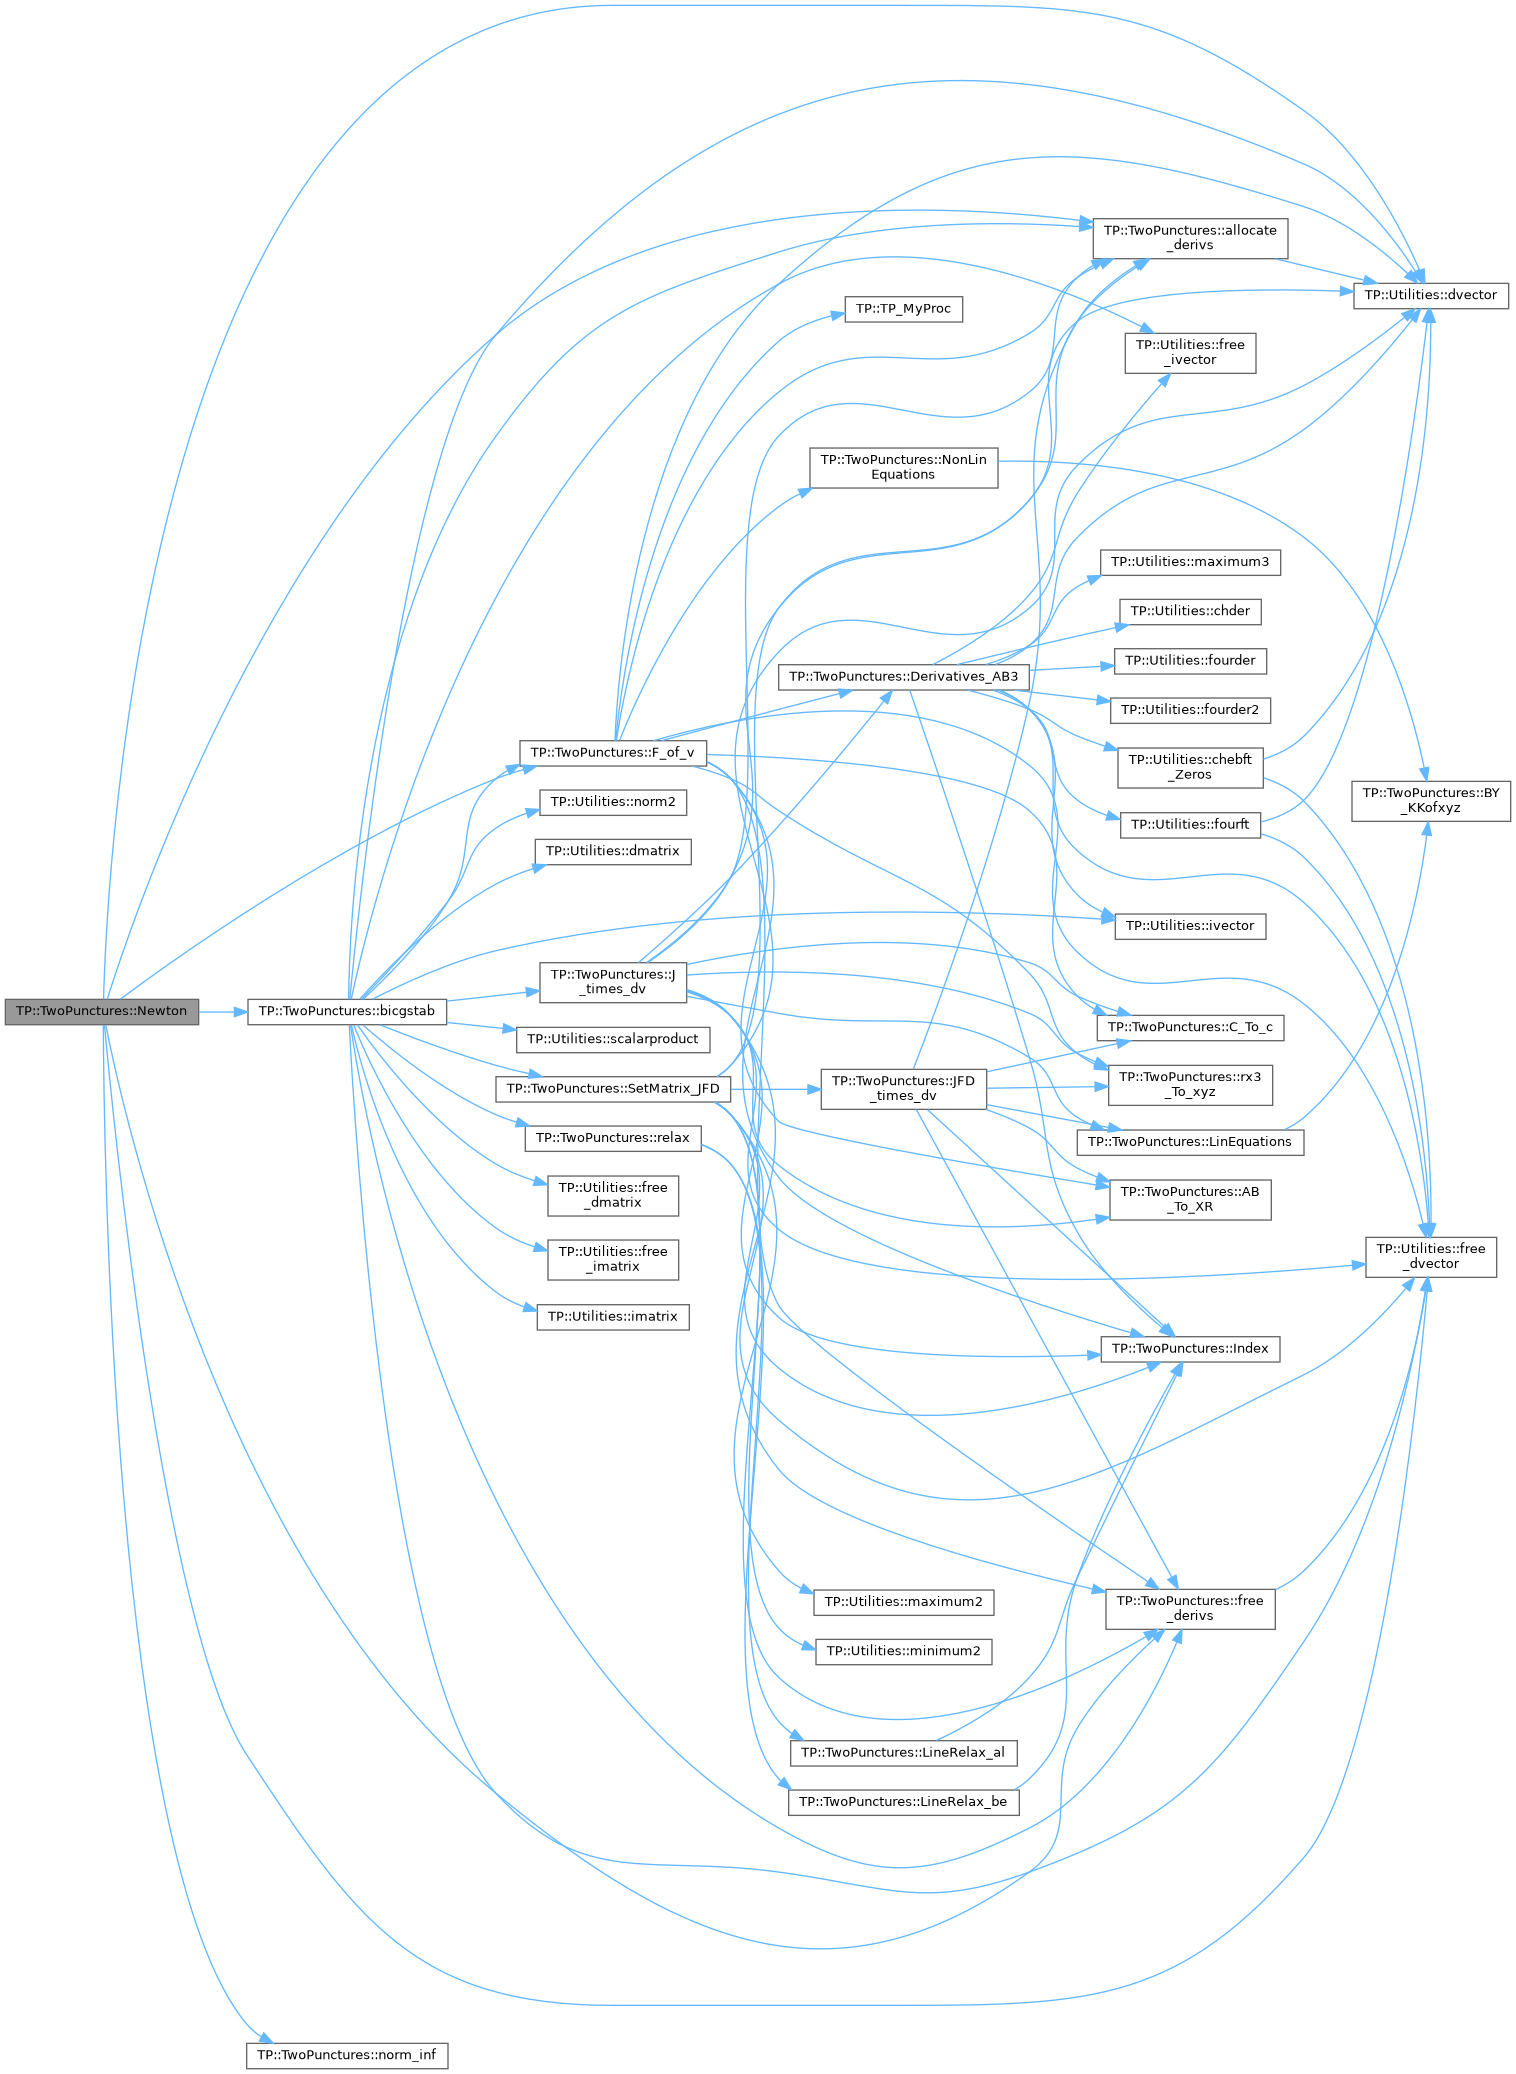 TP::TwoPunctures::Newton
TP::TwoPunctures::bicgstab
TP::TwoPunctures::norm_inf
TP::TwoPunctures::F_of_v
TP::Utilities::norm2
TP::Utilities::dmatrix
TP::TwoPunctures::J
_times_dv
TP::Utilities::scalarproduct
TP::TwoPunctures::SetMatrix_JFD
TP::TwoPunctures::relax
TP::Utilities::free
_dmatrix
TP::Utilities::free
_imatrix
TP::Utilities::imatrix
TP::TP_MyProc
TP::TwoPunctures::NonLin
Equations
TP::TwoPunctures::Derivatives_AB3
TP::TwoPunctures::JFD
_times_dv
TP::Utilities::maximum2
TP::Utilities::minimum2
TP::TwoPunctures::LineRelax_al
TP::TwoPunctures::LineRelax_be
TP::TwoPunctures::allocate
_derivs
TP::Utilities::free
_ivector
TP::Utilities::maximum3
TP::Utilities::chder
TP::Utilities::fourder
TP::Utilities::fourder2
TP::Utilities::chebft
_Zeros
TP::Utilities::fourft
TP::Utilities::ivector
TP::TwoPunctures::C_To_c
TP::TwoPunctures::rx3
_To_xyz
TP::TwoPunctures::LinEquations
TP::TwoPunctures::AB
_To_XR
TP::TwoPunctures::Index
TP::TwoPunctures::free
_derivs
TP::Utilities::dvector
TP::TwoPunctures::BY
_KKofxyz
TP::Utilities::free
_dvector